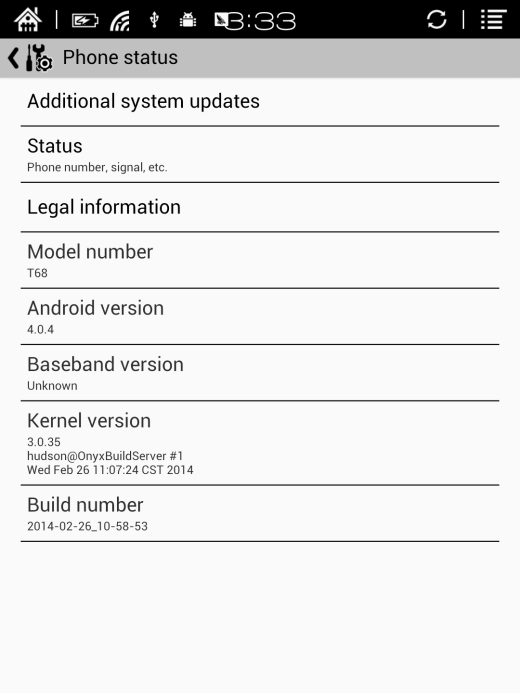 3:33
Phone status
Additional system updates
Status
Phone number, signal, etc.
Legal information
Model number
T68
Android version
4.0.4
Baseband version
Unknown
Kernel version
3.0.35
hudson@OnyxBuildServer #1
Wed Feb 26 11:07:24 CST 2014
Build number
2014-02-26_10-58-53